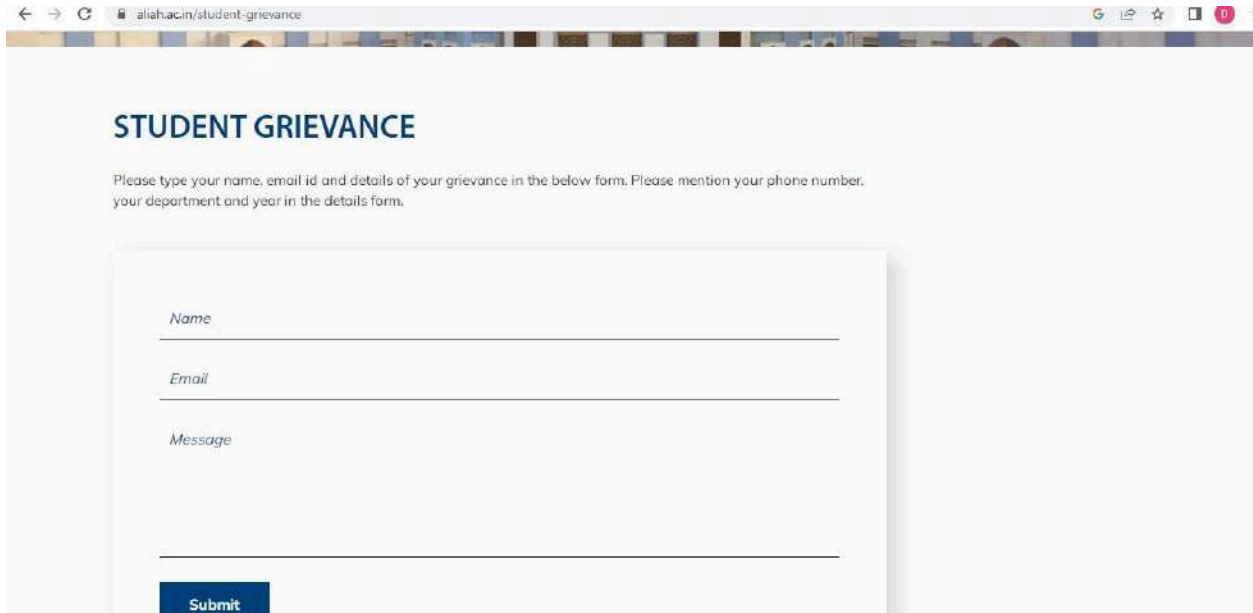 aliah.ac.in/student-grievance
G
D
STUDENT GRIEVANCE
Please type your name, email id and details of your grievance in the below form. Please mention your phone number,
your department and year in the details form.
Name
Email
Message
Submit